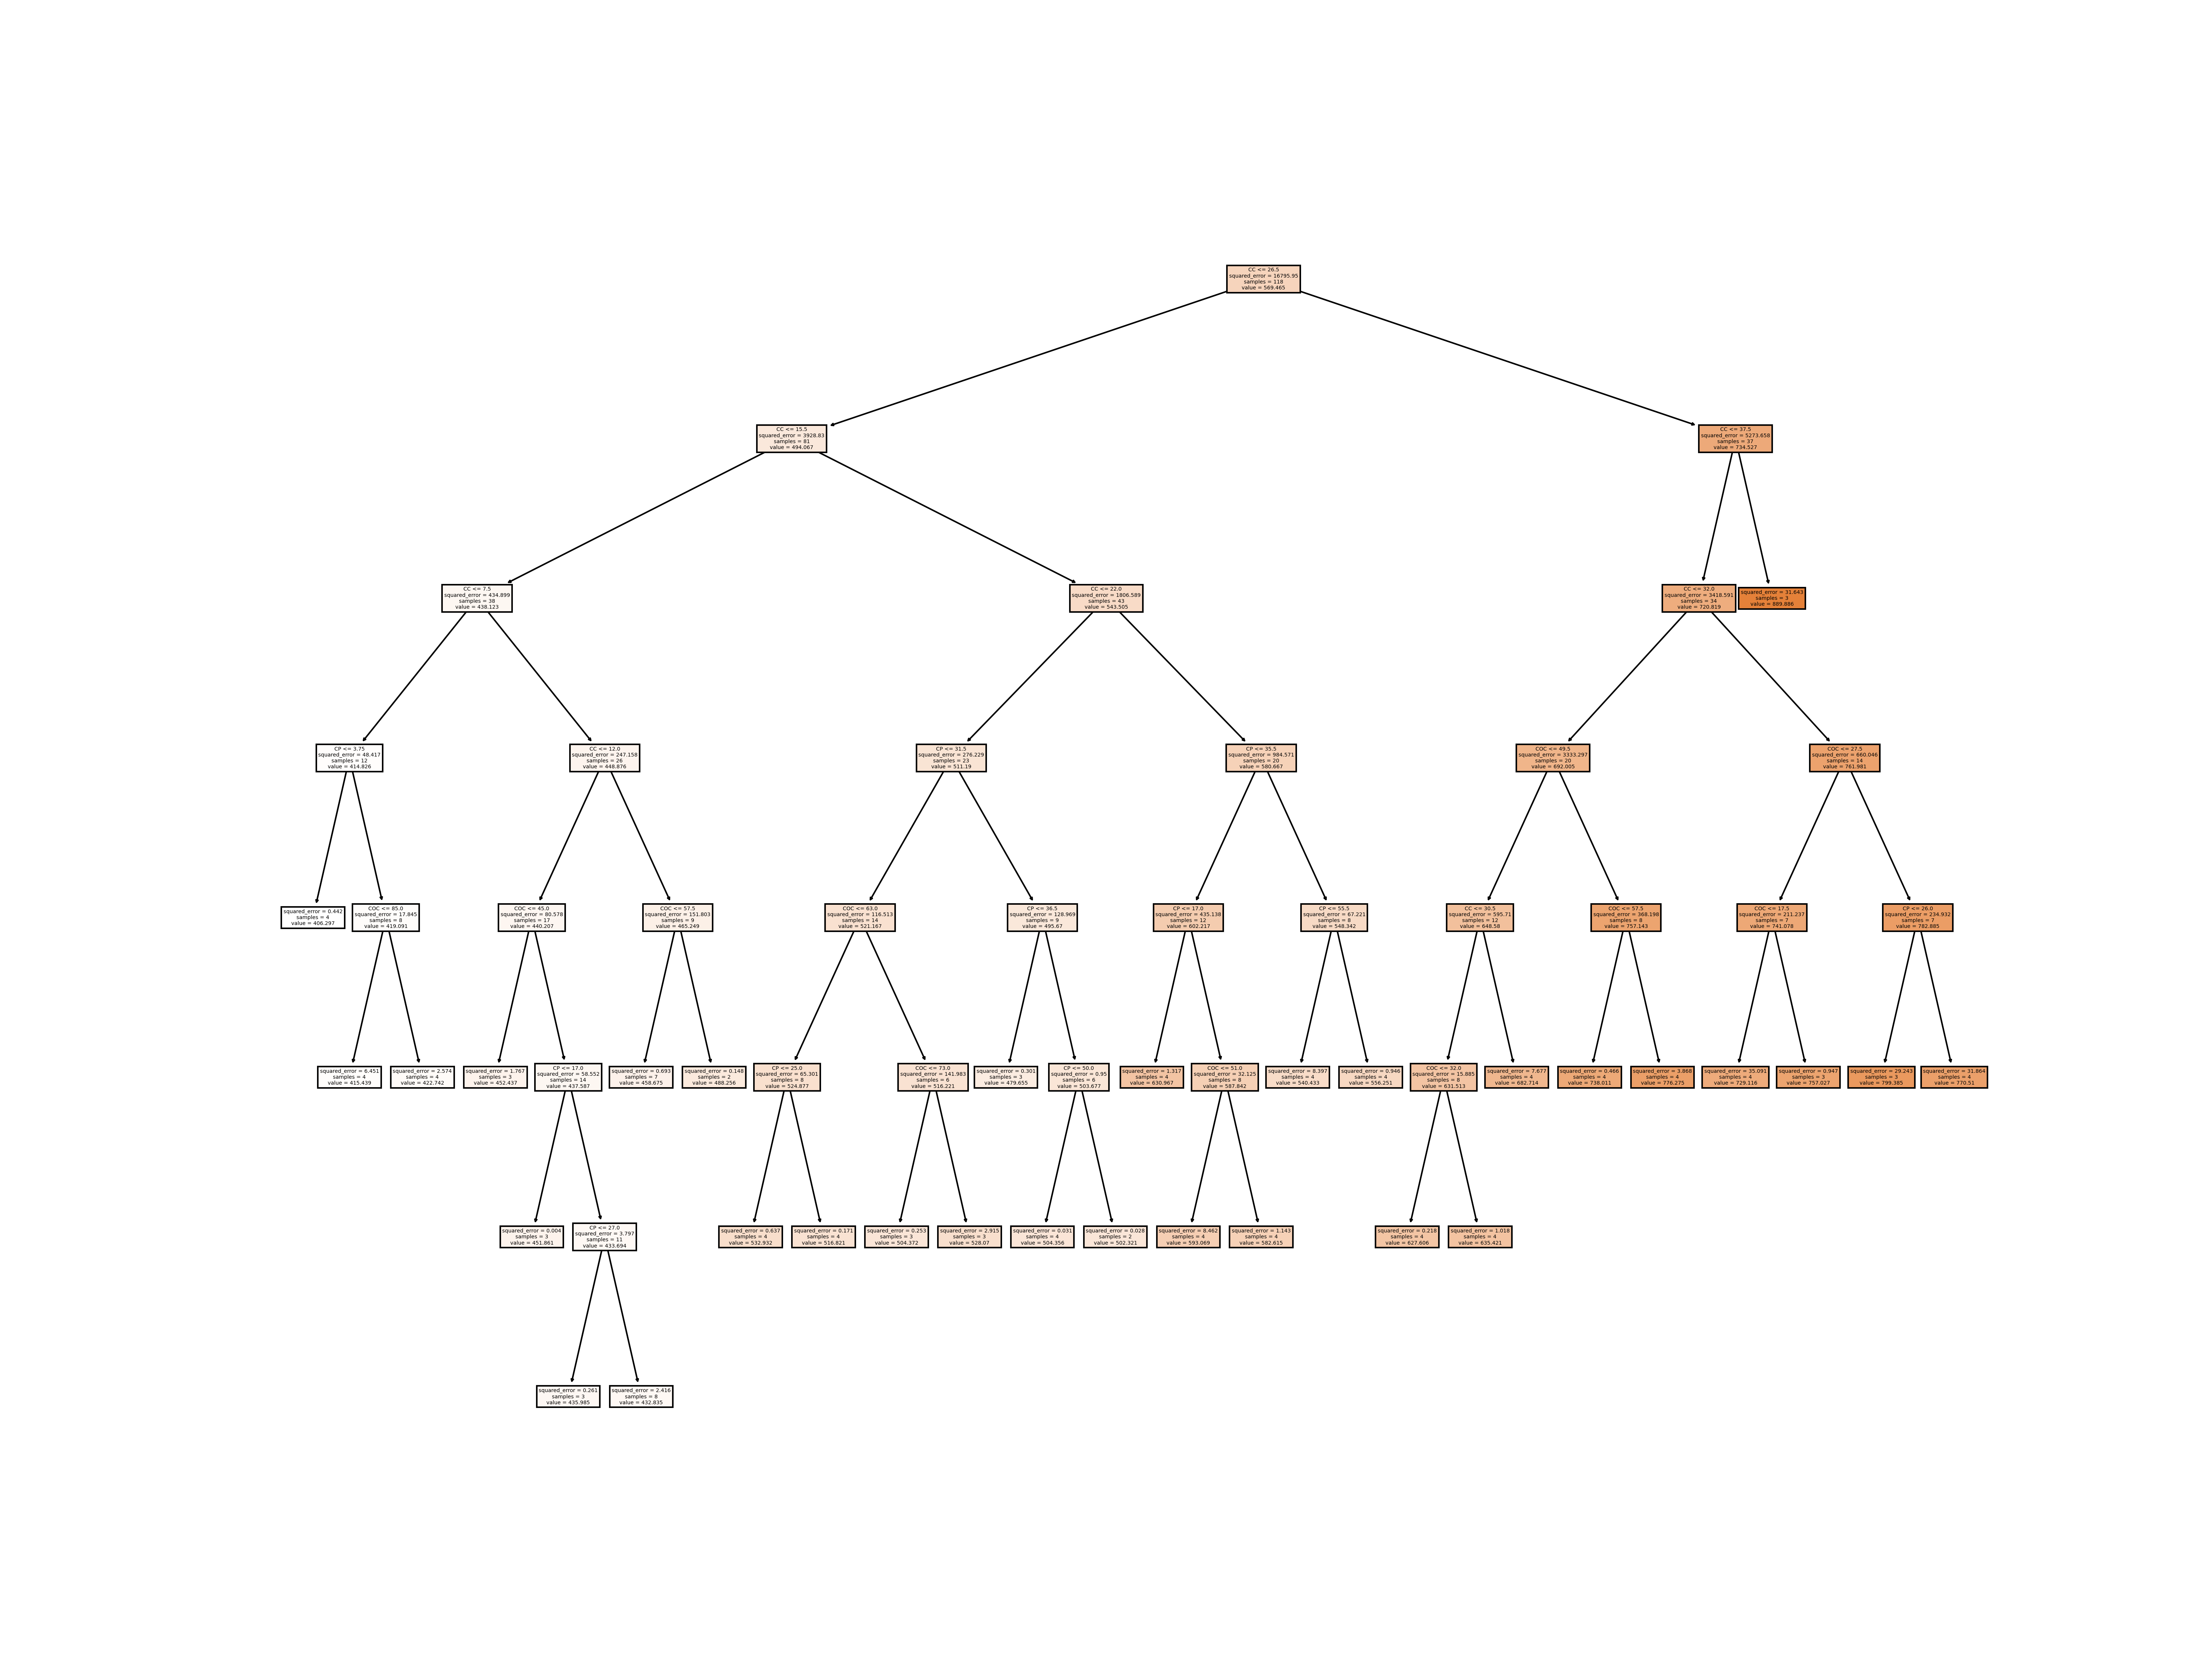 CC <= 26.5
squared_error = 16795.95
samples = 118
value = 569.465
CC <= 15.5
squared_error = 3928.83
samples = 81
value = 494.067
CC <= 37.5
squared_error = 5273.658
samples = 37
value = 734.527
CC <= 7.5
squared_error = 434.899
samples = 38
value = 438.123
CC <= 22.0
squared_error = 1806.589
samples = 43
value = 543.505
CC <= 32.0
squared_error = 3418.591
samples = 34
value = 720.819
squared_error = 31.643
samples = 3
value = 889.886
CP <= 3.75
squared_error = 48.417
samples = 12
value = 414.826
CC <= 12.0
squared_error = 247.158
samples = 26
value = 448.876
CP <= 31.5
squared_error = 276.229
samples = 23
value = 511.19
CP <= 35.5
squared_error = 984.571
samples = 20
value = 580.667
COC <= 49.5
squared_error = 3333.297
samples = 20
value = 692.005
COC <= 27.5
squared_error = 660.046
samples = 14
value = 761.981
squared_error = 0.442
samples = 4
value = 406.297
COC <= 85.0
squared_error = 17.845
samples = 8
value = 419.091
COC <= 45.0
squared_error = 80.578
samples = 17
value = 440.207
COC <= 57.5
squared_error = 151.803
samples = 9
value = 465.249
COC <= 63.0
squared_error = 116.513
samples = 14
value = 521.167
CP <= 36.5
squared_error = 128.969
samples = 9
value = 495.67
CP <= 17.0
squared_error = 435.138
samples = 12
value = 602.217
CP <= 55.5
squared_error = 67.221
samples = 8
value = 548.342
CC <= 30.5
squared_error = 595.71
samples = 12
value = 648.58
COC <= 57.5
squared_error = 368.198
samples = 8
value = 757.143
COC <= 17.5
squared_error = 211.237
samples = 7
value = 741.078
CP <= 26.0
squared_error = 234.932
samples = 7
value = 782.885
squared_error = 6.451
samples = 4
value = 415.439
squared_error = 2.574
samples = 4
value = 422.742
squared_error = 1.767
samples = 3
value = 452.437
CP <= 17.0
squared_error = 58.552
samples = 14
value = 437.587
squared_error = 0.693
samples = 7
value = 458.675
squared_error = 0.148
samples = 2
value = 488.256
CP <= 25.0
squared_error = 65.301
samples = 8
value = 524.877
COC <= 73.0
squared_error = 141.983
samples = 6
value = 516.221
squared_error = 0.301
samples = 3
value = 479.655
CP <= 50.0
squared_error = 0.95
samples = 6
value = 503.677
squared_error = 1.317
samples = 4
value = 630.967
COC <= 51.0
squared_error = 32.125
samples = 8
value = 587.842
squared_error = 8.397
samples = 4
value = 540.433
squared_error = 0.946
samples = 4
value = 556.251
COC <= 32.0
squared_error = 15.885
samples = 8
value = 631.513
squared_error = 7.677
samples = 4
value = 682.714
squared_error = 0.466
samples = 4
value = 738.011
squared_error = 3.868
samples = 4
value = 776.275
squared_error = 35.091
samples = 4
value = 729.116
squared_error = 0.947
samples = 3
value = 757.027
squared_error = 29.243
samples = 3
value = 799.385
squared_error = 31.864
samples = 4
value = 770.51
squared_error = 0.004
samples = 3
value = 451.861
CP <= 27.0
squared_error = 3.797
samples = 11
value = 433.694
squared_error = 0.637
samples = 4
value = 532.932
squared_error = 0.171
samples = 4
value = 516.821
squared_error = 0.253
samples = 3
value = 504.372
squared_error = 2.915
samples = 3
value = 528.07
squared_error = 0.031
samples = 4
value = 504.356
squared_error = 0.028
samples = 2
value = 502.321
squared_error = 8.462
samples = 4
value = 593.069
squared_error = 1.143
samples = 4
value = 582.615
squared_error = 0.218
samples = 4
value = 627.606
squared_error = 1.018
samples = 4
value = 635.421
squared_error = 0.261
samples = 3
value = 435.985
squared_error = 2.416
samples = 8
value = 432.835